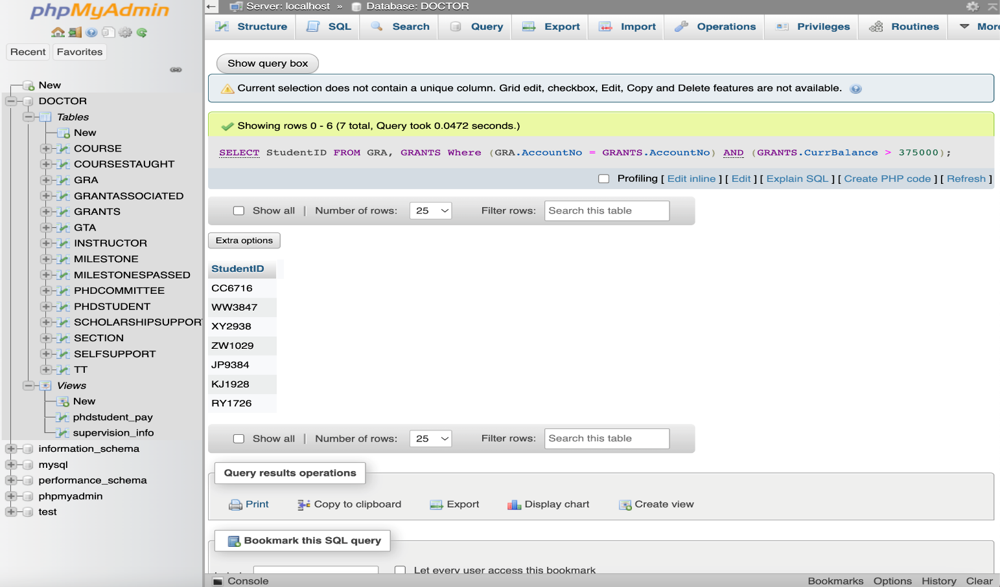 phpMyAdmin
Recent
Favorites
New
DOCTOR
Tables
New
COURSE
COURSESTAUGHT
GRA
GRANTASSOCIATED
GRANTS
GTA
INSTRUCTOR
MILESTONE
MILESTONESPASSED
PHDCOMMITTEE
PHDSTUDENT
SCHOLARSHIPSUPPOR
SECTION
SELFSUPPORT
TT
Views
New
phdstudent_pay
supervision_info
information_schema
mysql
performance_schema
phpmyadmin
test
Server: localhost » Database: DOCTOR
Structure SQL Search Query Export Import Operations Privileges Routines More
Show query box
Current selection does not contain a unique column. Grid edit, checkbox, Edit, Copy and Delete features are not available.
Showing rows 0 - 6 (7 total, Query took 0.0472 seconds.)
SELECT StudentID FROM GRA, GRANTS Where (GRA.AccountNo = GRANTS.AccountNo) AND (GRANTS.CurrBalance > 375000);
Profiling [ Edit inline ] [ Edit ] [ Explain SQL ] [ Create PHP code ] [ Refresh ]
Show all | Number of rows: 25 Filter rows: Search this table
Extra options
StudentID
CC6716
WW3847
XY2938
ZW1029
JP9384
KJ1928
RY1726
Show all | Number of rows: 25 Filter rows: Search this table
Query results operations
Print Copy to clipboard Export Display chart Create view
Bookmark this SQL query
Let every user access this bookmark
Console Bookmarks Options History Clear